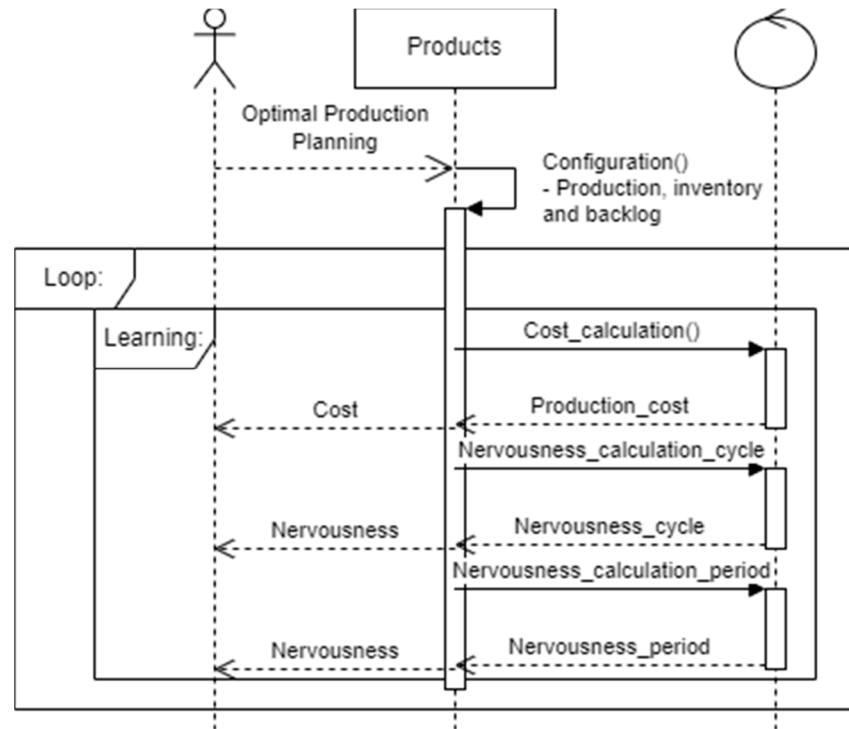 Products
Optimal Production
Planning
Configuration()
- Production, inventory
and backlog
Loop:
Learning:
Cost_calculation()
Cost
Production_cost
Nervousness_calculation_cycle
Nervousness
Nervousness_cycle
Nervousness_calculation_period
Nervousness
Nervousness_period